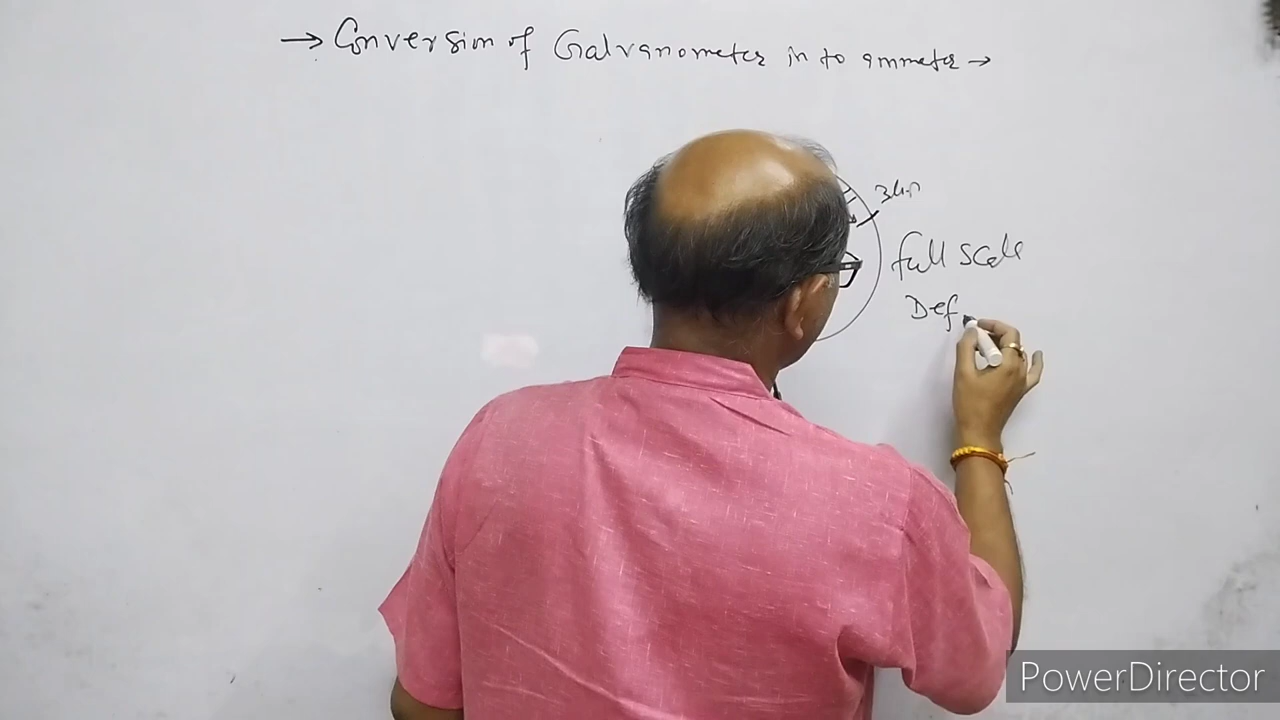 → Conversion of Galvanometer in to ammeter →
full scale
Def
PowerDirector